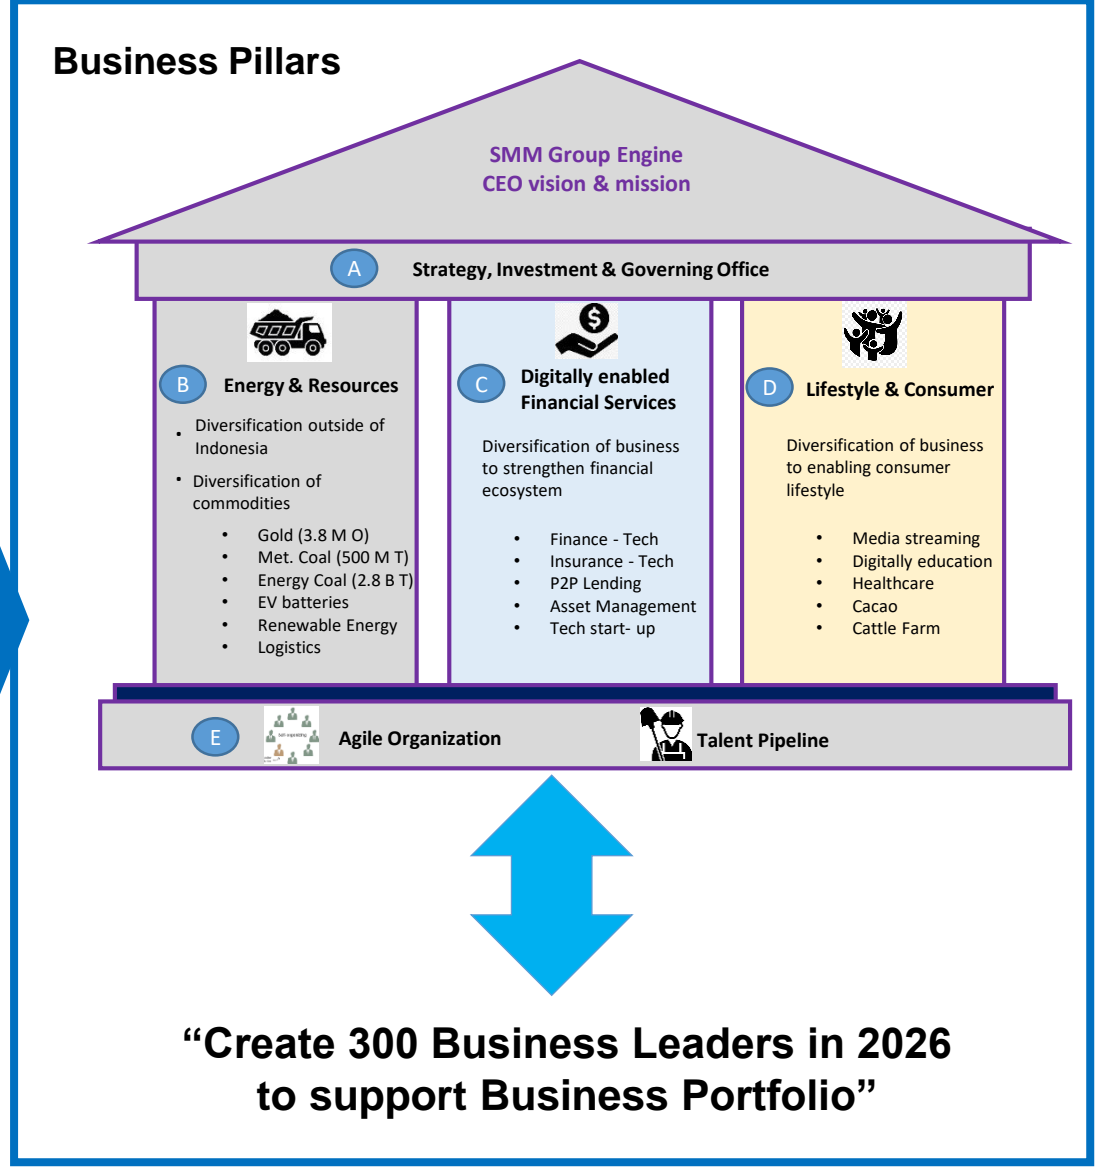 Business Pillars
SMM Group Engine
CEO vision & mission
A
Strategy, Investment & Governing Office
B
Energy & Resources
• Diversification outside of
Indonesia
• Diversification of
commodities
• Gold (3.8 M O)
• Met. Coal (500 M T)
• Energy Coal (2.8 B T)
• EV batteries
• Renewable Energy
• Logistics
C
Digitally enabled
Financial Services
Diversification of business
to strengthen financial
ecosystem
• Finance - Tech
• Insurance - Tech
• P2P Lending
• Asset Management
• Tech start- up
D
Lifestyle & Consumer
Diversification of business
to enabling consumer
lifestyle
• Media streaming
• Digitally education
• Healthcare
• Cacao
• Cattle Farm
E
Agile Organization
Talent Pipeline
“Create 300 Business Leaders in 2026
to support Business Portfolio”